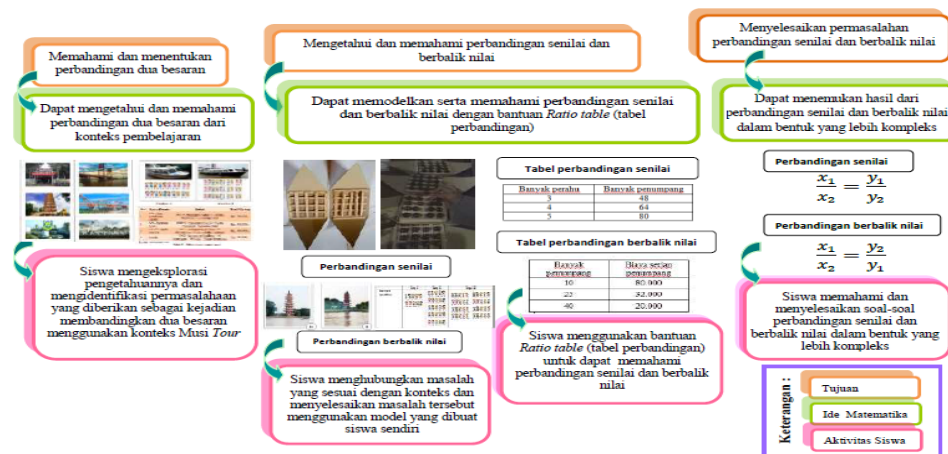 Memahami dan menentukan
perbandingan dua besaran
Dapat mengetahui dan memahami
perbandingan dua besaran dari
konteks pembelajaran
Siswa mengeksplorasi
pengetahuannya dan
mengidentifikasi permasalahaan
yang diberikan sebagai kejadian
membandingkan dua besaran
menggunakan konteks Musi Tour
Mengetahui dan memahami perbandingan senilai dan
berbalik nilai
Dapat memodelkan serta memahami perbandingan senilai
dan berbalik nilai dengan bantuan Ratio table (tabel
perbandingan)
Perbandingan senilai
Perbandingan berbalik nilai
Siswa menghubungkan masalah
yang sesuai dengan konteks dan
menyelesaikan masalah tersebut
menggunakan model yang dibuat
siswa sendiri
Tabel perbandingan senilai
Banyak perahu Banyak penumpang
3 48
4 64
5 80
Tabel perbandingan berbalik nilai
Banyak penumpang Biaya setiap penumpang
10 80.000
25 32.000
40 20.000
Siswa menggunakan bantuan
Ratio table (tabel perbandingan)
untuk dapat memahami
perbandingan senilai dan berbalik
nilai
Menyelesaikan permasalahan
perbandingan senilai dan berbalik nilai
Dapat menemukan hasil dari
perbandingan senilai dan berbalik nilai
dalam bentuk yang lebih kompleks
Perbandingan senilai
x₁/x₂ = y₁/y₂
Perbandingan berbalik nilai
x₁/x₂ = y₂/y₁
Siswa memahami dan
menyelesaikan soal-soal
perbandingan senilai dan
berbalik nilai dalam bentuk yang
lebih kompleks
Keterangan :
Tujuan
Ide Matematika
Aktivitas Siswa